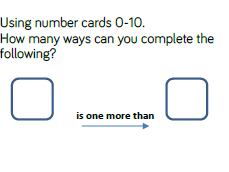 Using number cards 0-10.
How many ways can you complete the
following?
is one more than